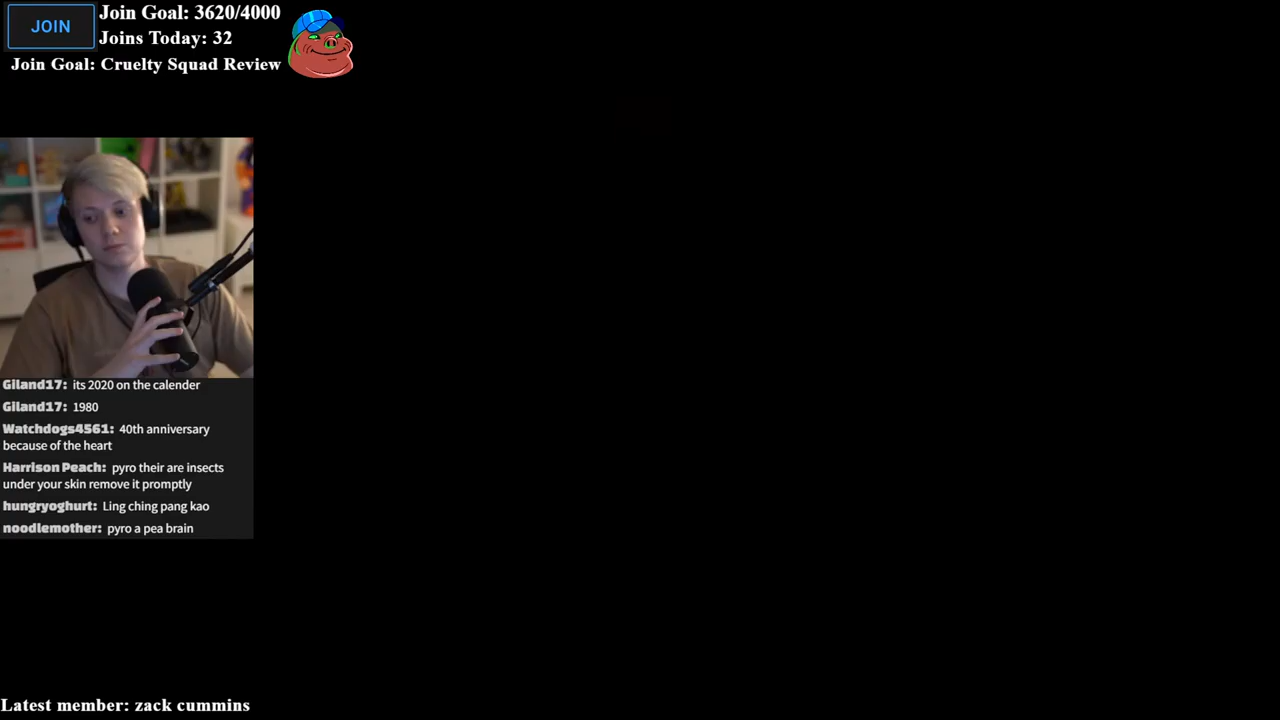 JOIN
Join Goal: 3620/4000
Joins Today: 32
Join Goal: Cruelty Squad Review
Giland17: its 2020 on the calender
Giland17: 1980
Watchdogs4561: 40th anniversary
because of the heart
Harrison Peach: pyro their are insects
under your skin remove it promptly
hungryoghurt: Ling ching pang kao
noodlemother: pyro a pea brain
Latest member: zack cummins